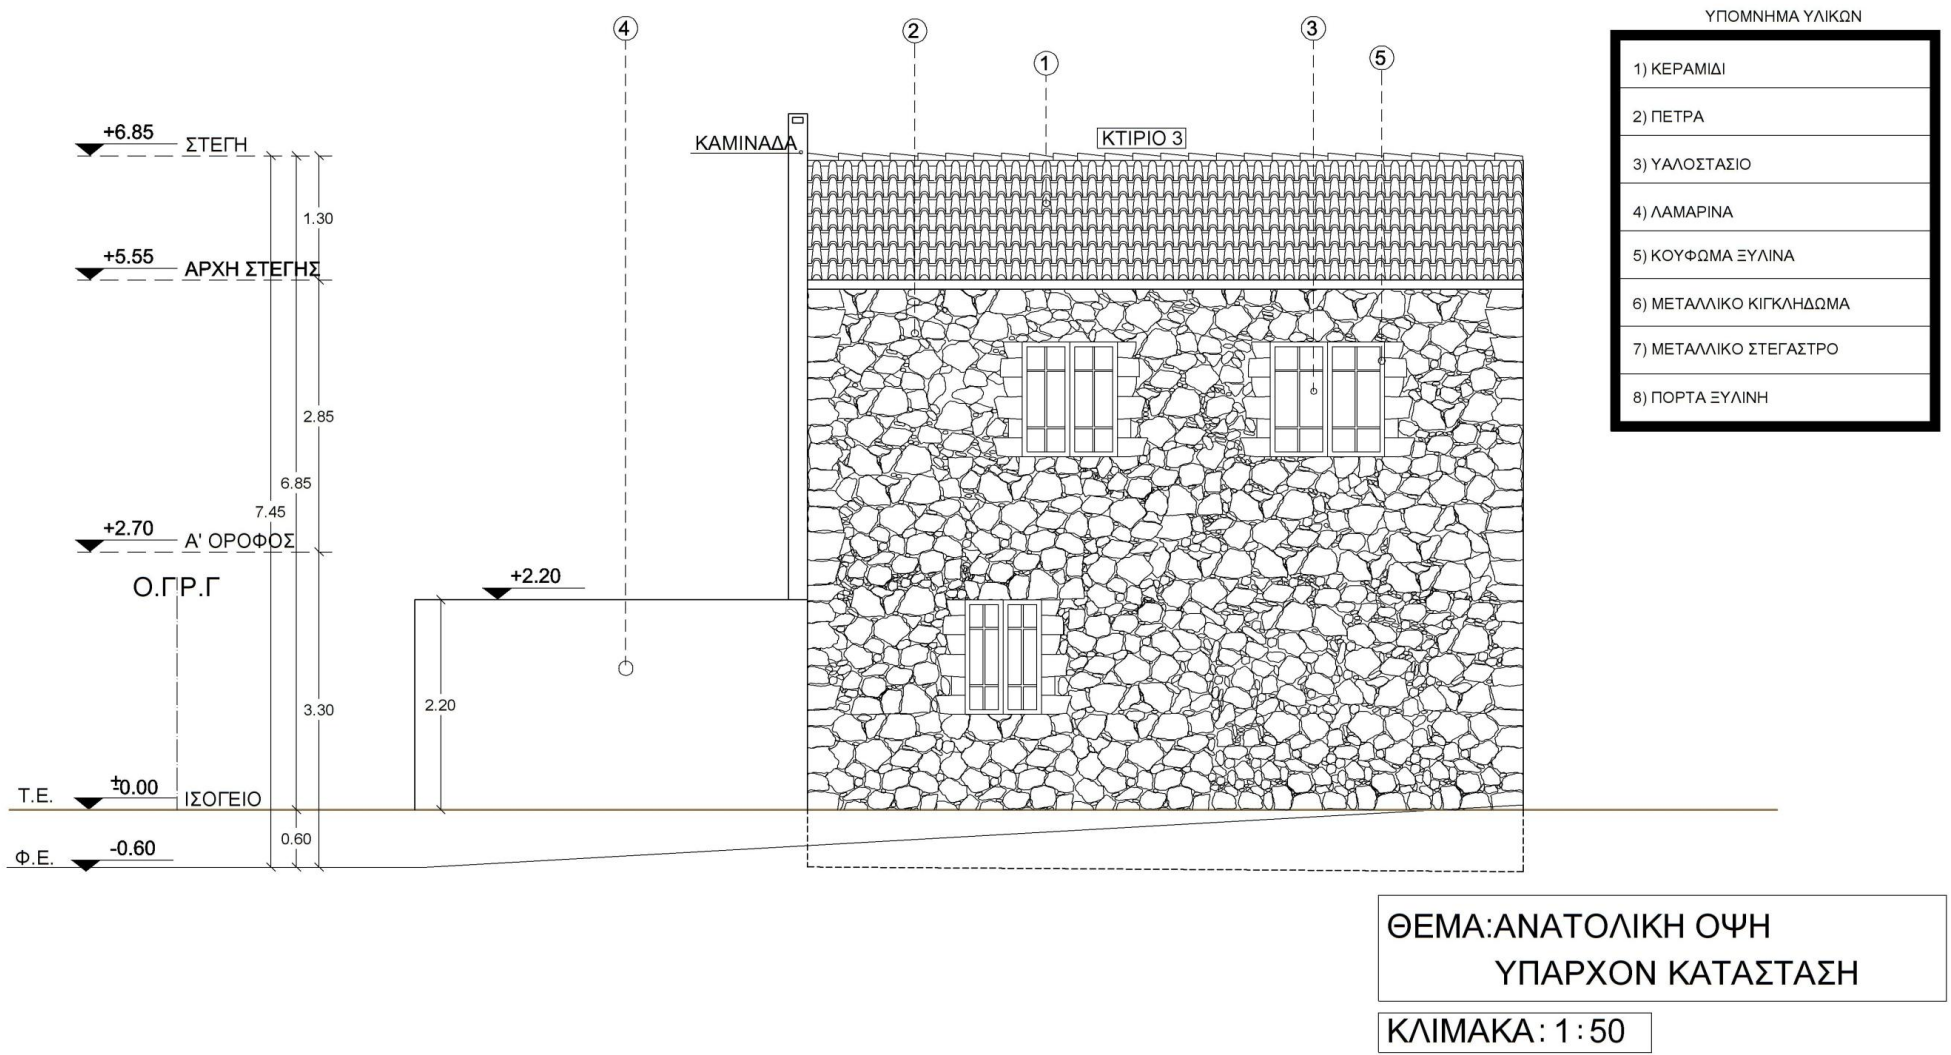 ΥΠΟΜΝΗΜΑ ΥΛΙΚΩΝ
1) ΚΕΡΑΜΙΔΙ
2) ΠΕΤΡΑ
3) ΥΑΛΟΣΤΑΣΙΟ
4) ΛΑΜΑΡΙΝΑ
5) ΚΟΥΦΩΜΑ ΞΥΛΙΝΑ
6) ΜΕΤΑΛΛΙΚΟ ΚΙΓΚΛΗΔΩΜΑ
7) ΜΕΤΑΛΛΙΚΟ ΣΤΕΓΑΣΤΡΟ
8) ΠΟΡΤΑ ΞΥΛΙΝΗ
4
2
1
3
5
ΚΑΜΙΝΑΔΑ
ΚΤΙΡΙΟ 3
+6.85 ΣΤΕΓΗ
1.30
+5.55 ΑΡΧΗ ΣΤΕΓΗΣ
2.85
6.85
7.45
+2.70 Α' ΟΡΟΦΟΣ
Ο.ΓΡ.Γ
+2.20
2.20
3.30
Τ.Ε. ±0.00 ΙΣΟΓΕΙΟ
0.60
Φ.Ε. -0.60
ΘΕΜΑ:ΑΝΑΤΟΛΙΚΗ ΟΨΗ
ΥΠΑΡΧΟΝ ΚΑΤΑΣΤΑΣΗ
ΚΛΙΜΑΚΑ: 1:50